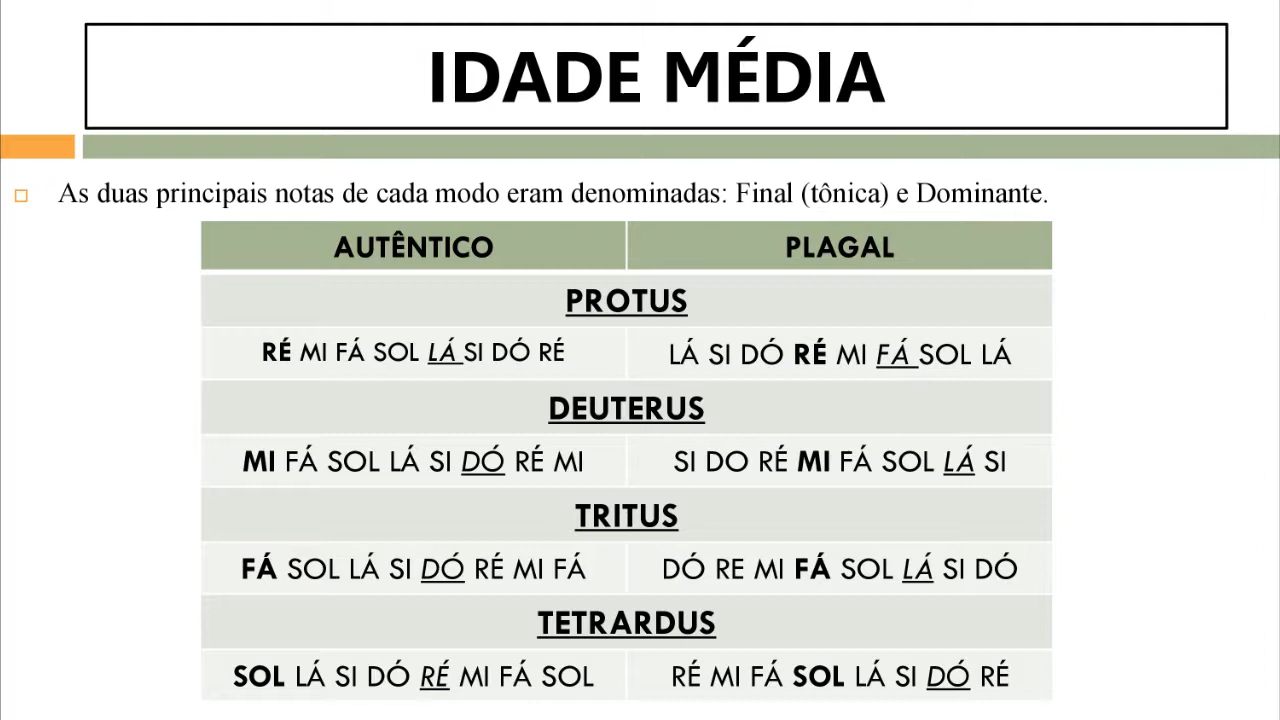 IDADE MÉDIA
As duas principais notas de cada modo eram denominadas: Final (tônica) e Dominante.
AUTÊNTICO PLAGAL
PROTUS
RÉ MI FÁ SOL LÁ SI DÓ RÉ LÁ SI DÓ RÉ MI FÁ SOL LÁ
DEUTERUS
MI FÁ SOL LÁ SI DÓ RÉ MI SI DO RÉ MI FÁ SOL LÁ SI
TRITUS
FÁ SOL LÁ SI DÓ RÉ MI FÁ DÓ RE MI FÁ SOL LÁ SI DÓ
TETRARDUS
SOL LÁ SI DÓ RÉ MI FÁ SOL RÉ MI FÁ SOL LÁ SI DÓ RÉ